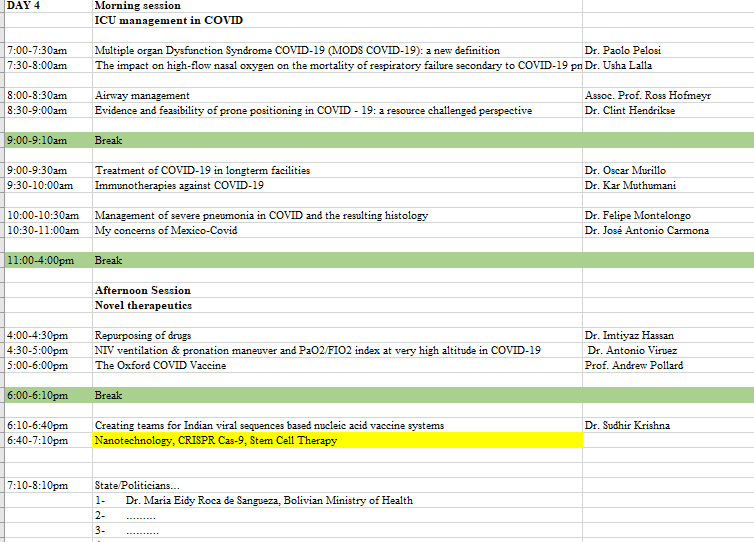 DAY 4 Morning session
ICU management in COVID
7:00-7:30am Multiple organ Dysfunction Syndrome COVID-19 (MODS COVID-19): a new definition Dr. Paolo Pelosi
7:30-8:00am The impact on high-flow nasal oxygen on the mortality of respiratory failure secondary to COVID-19 pn Dr. Usha Lalla
8:00-8:30am Airway management Assoc. Prof. Ross Hofmeyr
8:30-9:00am Evidence and feasibility of prone positioning in COVID - 19: a resource challenged perspective Dr. Clint Hendrikse
9:00-9:10am Break
9:00-9:30am Treatment of COVID-19 in longterm facilities Dr. Oscar Murillo
9:30-10:00am Immunotherapies against COVID-19 Dr. Kar Muthumani
10:00-10:30am Management of severe pneumonia in COVID and the resulting histology Dr. Felipe Montelongo
10:30-11:00am My concerns of Mexico-Covid Dr. José Antonio Carmona
11:00-4:00pm Break
Afternoon Session
Novel therapeutics
4:00-4:30pm Repurposing of drugs Dr. Imtiyaz Hassan
4:30-5:00pm NIV ventilation & pronation maneuver and PaO2/FIO2 index at very high altitude in COVID-19 Dr. Antonio Viruez
5:00-6:00pm The Oxford COVID Vaccine Prof. Andrew Pollard
6:00-6:10pm Break
6:10-6:40pm Creating teams for Indian viral sequences based nucleic acid vaccine systems Dr. Sudhir Krishna
6:40-7:10pm Nanotechnology, CRISPR Cas-9, Stem Cell Therapy
7:10-8:10pm State/Politicians...
1- Dr. Maria Eidy Roca de Sangueza, Bolivian Ministry of Health
2- .........
3- ..........